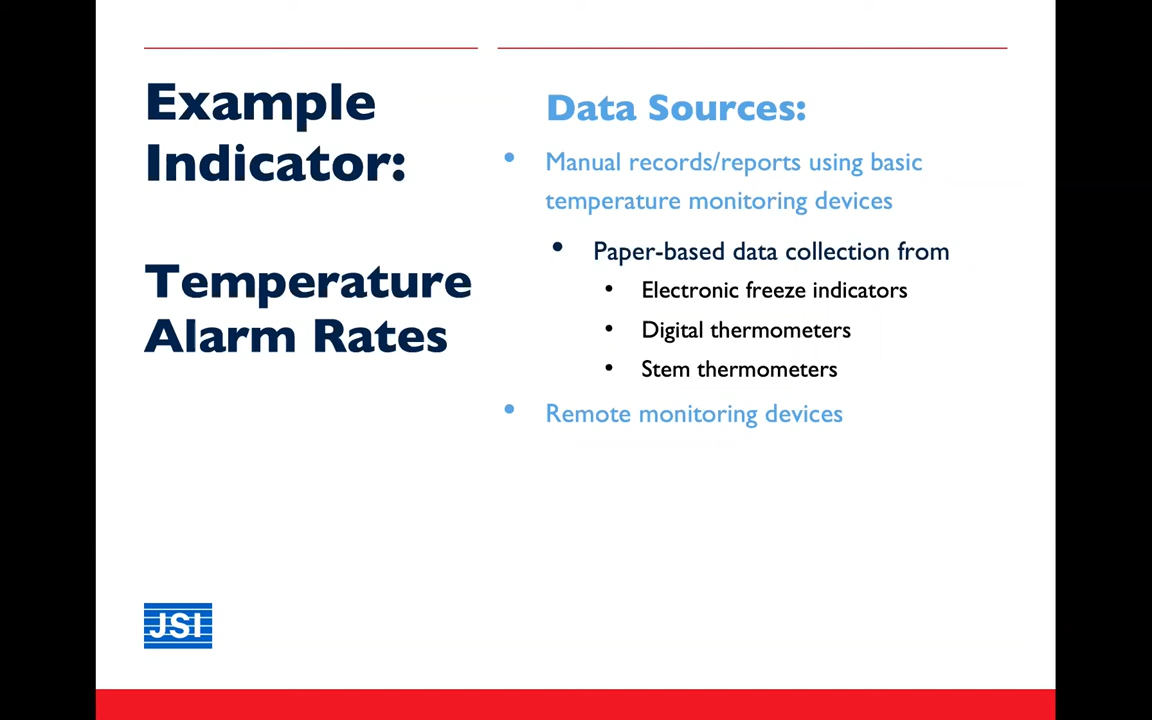 Example
Indicator:
Temperature
Alarm Rates
Data Sources:
• Manual records/reports using basic
temperature monitoring devices
• Paper-based data collection from
• Electronic freeze indicators
• Digital thermometers
• Stem thermometers
• Remote monitoring devices
JSI